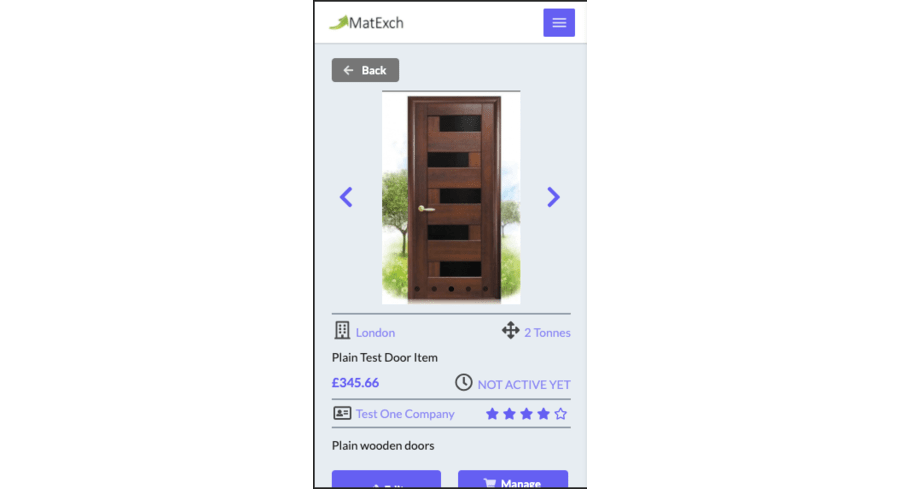 MatExch
Back
London
2 Tonnes
Plain Test Door Item
£345.66
NOT ACTIVE YET
Test One Company
Plain wooden doors
Manage